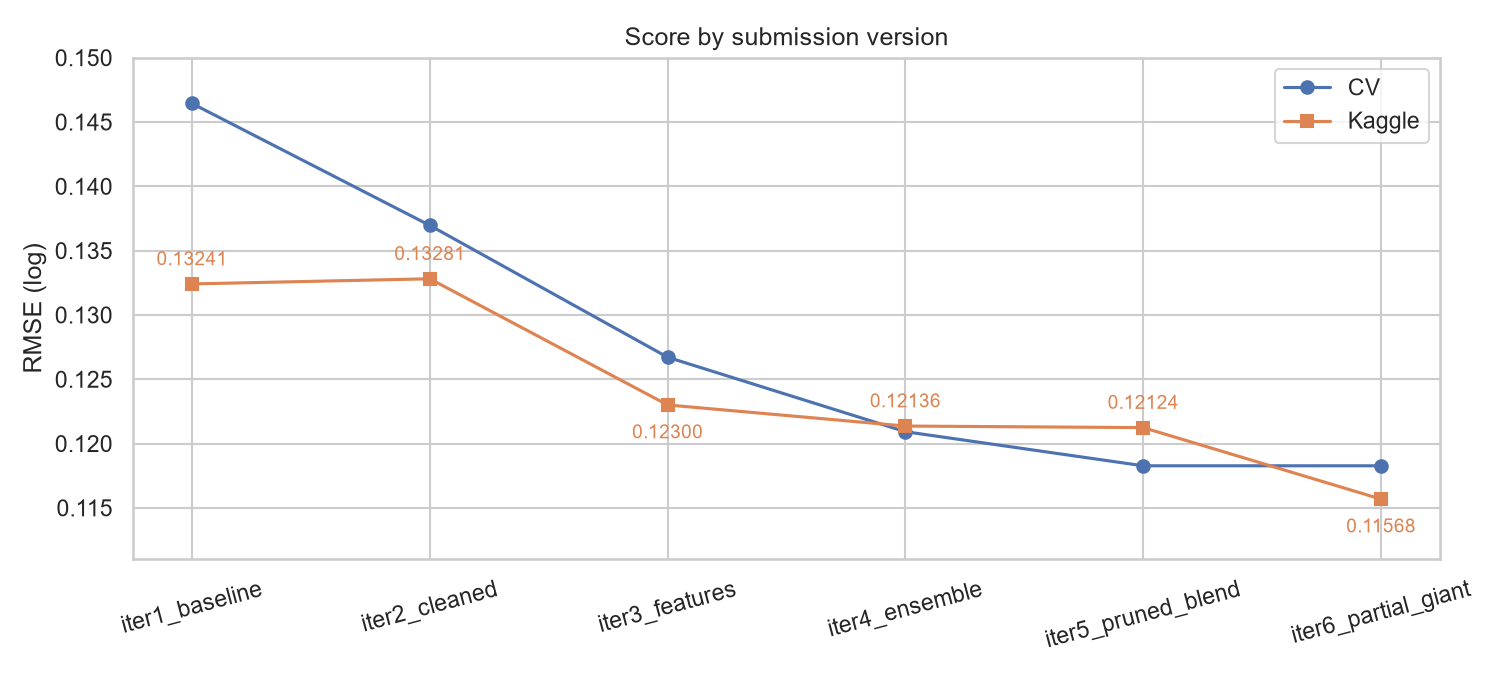 Score by submission version
CV
Kaggle
RMSE (log)
0.150
0.145
0.140
0.135
0.130
0.125
0.120
0.115
0.13241
0.13281
0.12300
0.12136
0.12124
0.11568
iter1_baseline
iter2_cleaned
iter3_features
iter4_ensemble
iter5_pruned_blend
iter6_partial_giant